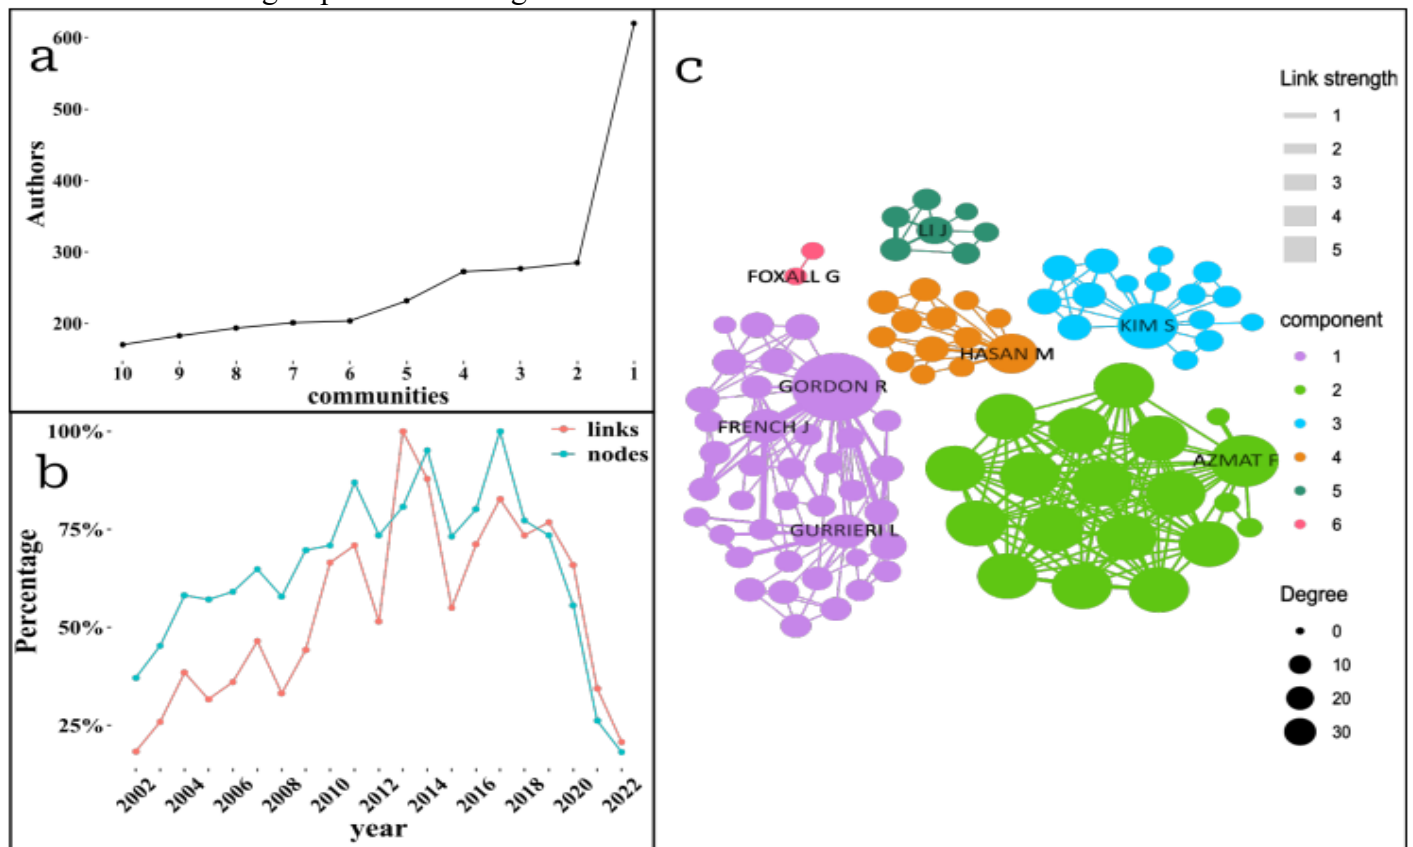 a
Authors
600
500
400
300
200
10 9 8 7 6 5 4 3 2 1
communities
b
links
nodes
Percentage
100%
75%
50%
25%
2002 2004 2006 2008 2010 2012 2014 2016 2018 2020 2022
year
c
LI J
FOXALL G
KIM S
HASAN M
GORDON R
FRENCH J
AZMAT F
GURRIERI L
Link strength
1
2
3
4
5
component
1
2
3
4
5
6
Degree
0
10
20
30